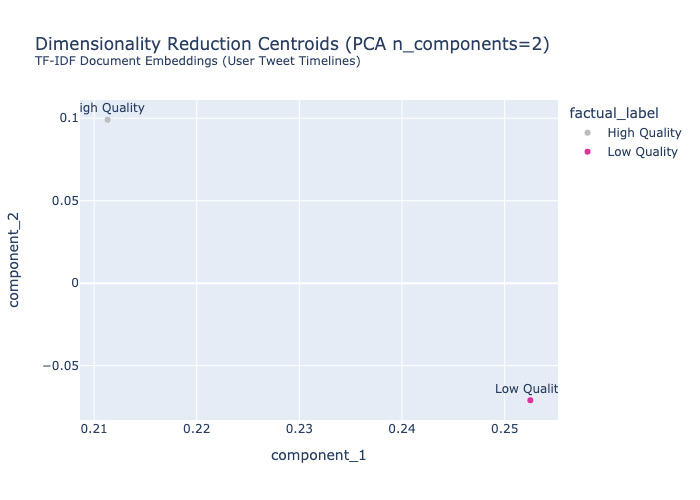 Dimensionality Reduction Centroids (PCA n_components=2)
TF-IDF Document Embeddings (User Tweet Timelines)
igh Quality
factual_label
High Quality
Low Quality
0.1
0.05
0
−0.05
component_2
Low Qualit
0.21 0.22 0.23 0.24 0.25
component_1